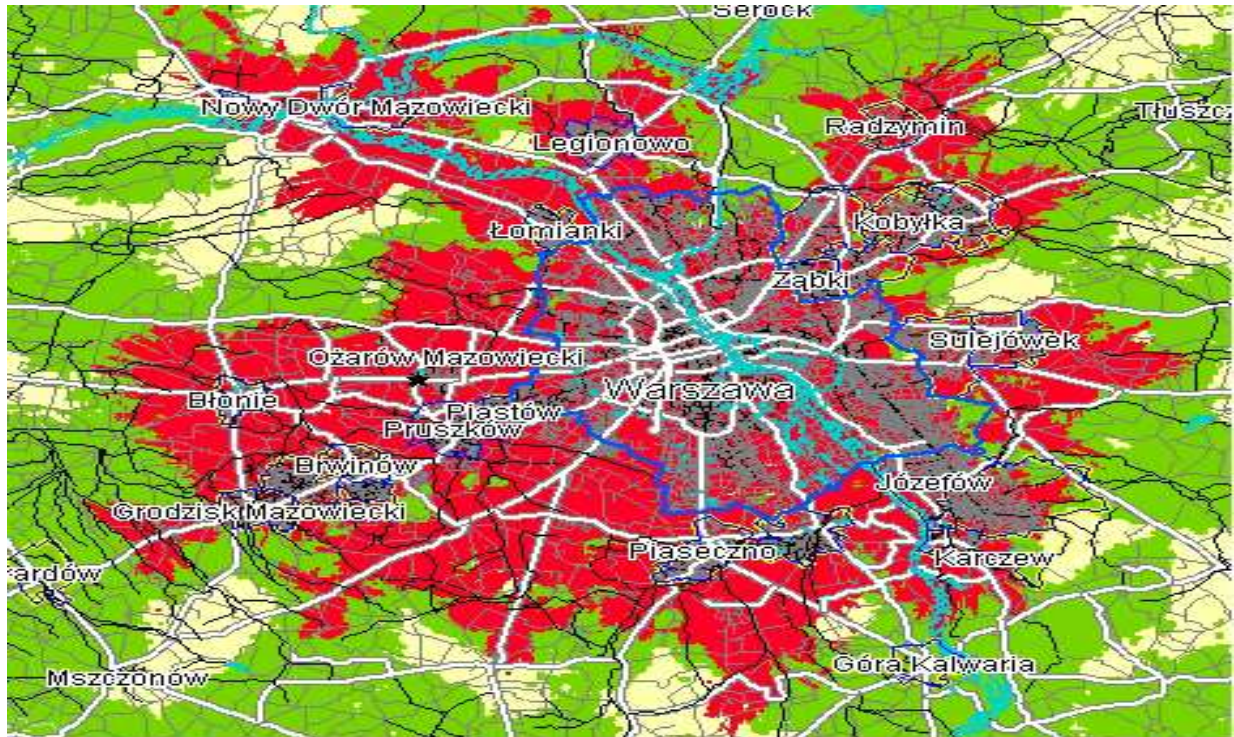 Serock
Nowy Dwór Mazowiecki
Tłuszcz
Radzymin
Legionowo
Kobyłka
Łomianki
Ząbki
Sulejówek
Ożarów Mazowiecki
Warszawa
Błonie
Piastów
Pruszków
Brwinów
Józefów
Grodzisk Mazowiecki
Piaseczno
Karczew
ardów
Góra Kalwaria
Mszczonów